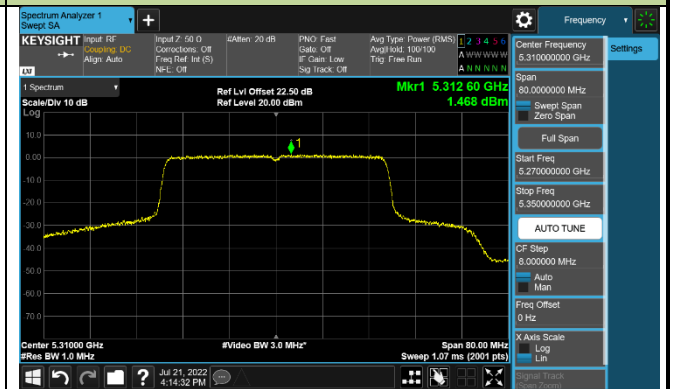 Spectrum Analyzer 1
Swept SA
+
Frequency
KEYSIGHT
Input: RF
Coupling: DC
Align: Auto
Input Z: 50 Ω
Corrections: Off
Freq Ref: Int (S)
NFE: Off
#Atten: 20 dB
PNO: Fast
Gate: Off
IF Gain: Low
Sig Track: Off
Avg Type: Power (RMS)
Avg|Hold: 100/100
Trig: Free Run
1 2 3 4 5 6
A W W W W W
A N N N N N
LXI
1 Spectrum
Scale/Div 10 dB
Log
Ref Lvl Offset 22.50 dB
Ref Level 20.00 dBm
Mkr1 5.312 60 GHz
1.468 dBm
1
10.0
0.00
-10.0
-20.0
-30.0
-40.0
-60.0
-70.0
Center 5.31000 GHz
#Res BW 1.0 MHz
#Video BW 3.0 MHz*
Span 80.00 MHz
Sweep 1.07 ms (2001 pts)
Center Frequency
5.310000000 GHz
Settings
Span
80.0000000 MHz
Swept Span
Zero Span
Full Span
Start Freq
5.270000000 GHz
Stop Freq
5.350000000 GHz
AUTO TUNE
CF Step
8.000000 MHz
Auto
Man
Freq Offset
0 Hz
X Axis Scale
Log
Lin
Signal Track
(Span Zoom)
?
Jul 21, 2022
4:14:32 PM